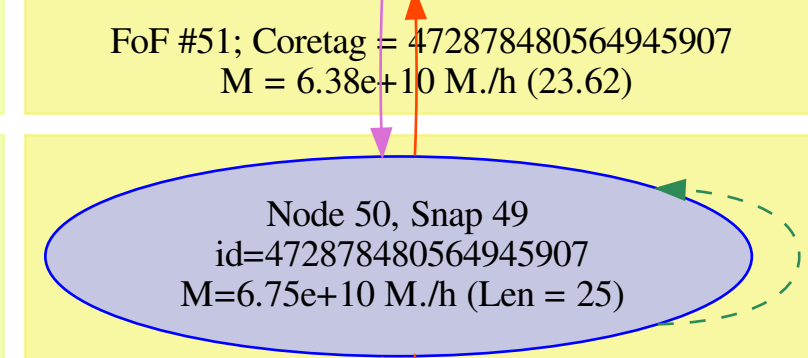 FoF #51; Coretag = 472878480564945907
M = 6.38e+10 M./h (23.62)
Node 50, Snap 49
id=472878480564945907
M=6.75e+10 M./h (Len = 25)